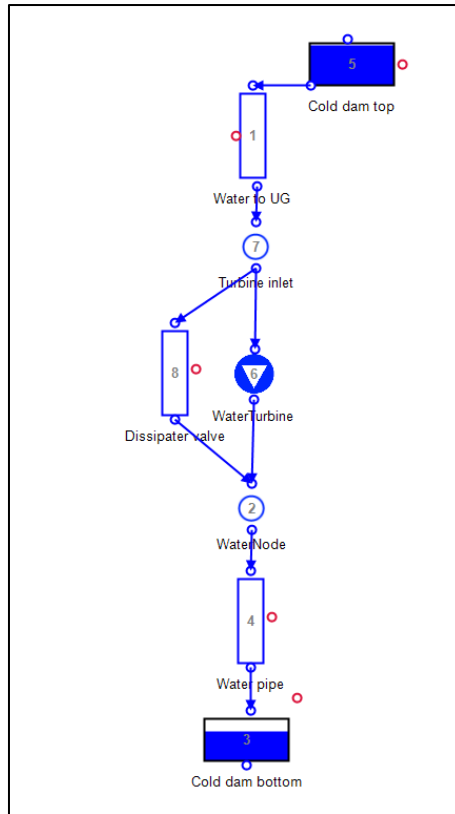 5
Cold dam top
1
Water to UG
7
Turbine inlet
8
6
Dissipater valve
WaterTurbine
2
WaterNode
4
Water pipe
3
Cold dam bottom